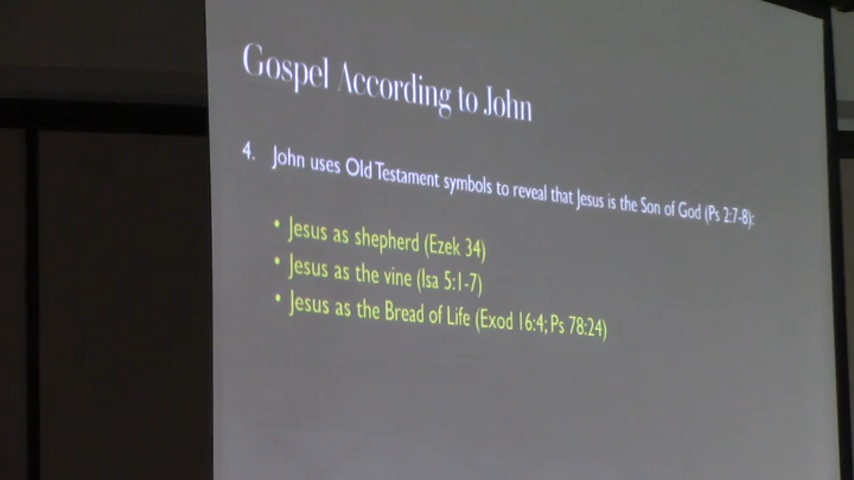 Gospel According to John
4. John uses Old Testament symbols to reveal that Jesus is the Son of God (Ps 2:7-8):
• Jesus as shepherd (Ezek 34)
• Jesus as the vine (Isa 5:1-7)
• Jesus as the Bread of Life (Exod 16:4; Ps 78:24)